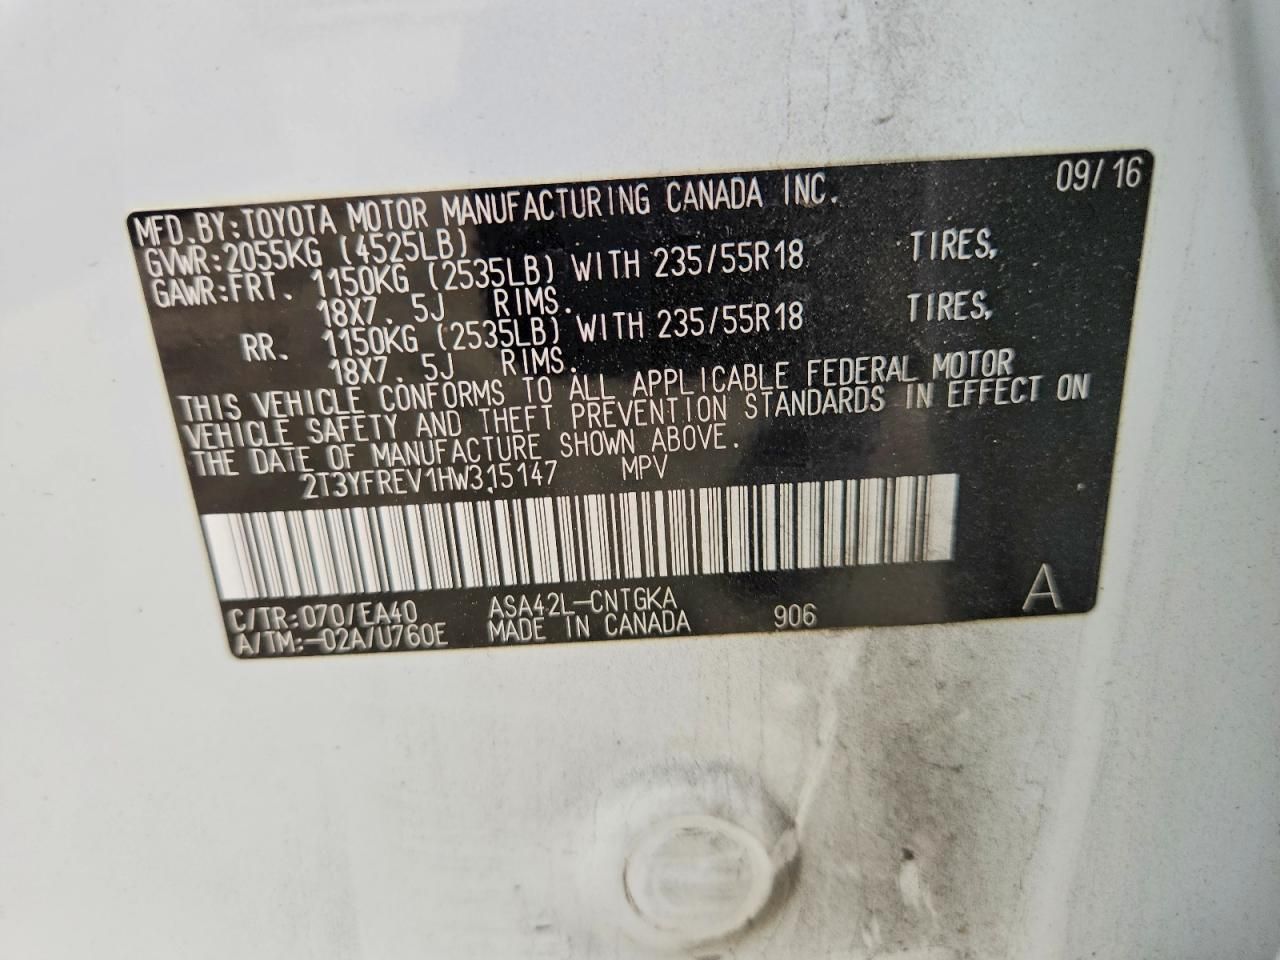 09/16
MFD.BY:TOYOTA MOTOR MANUFACTURING CANADA INC.
GVWR:2055KG (4525LB)
GAWR:FRT. 1150KG (2535LB) WITH 235/55R18 TIRES,
18X7.5J RIMS.
RR. 1150KG (2535LB) WITH 235/55R18 TIRES,
18X7.5J RIMS.
THIS VEHICLE CONFORMS TO ALL APPLICABLE FEDERAL MOTOR
VEHICLE SAFETY AND THEFT PREVENTION STANDARDS IN EFFECT ON
THE DATE OF MANUFACTURE SHOWN ABOVE.
2T3YFREV1HW315147 MPV
C/TR:070/EA40 ASA42L-CNTGKA
A/TM:-02A/U760E MADE IN CANADA 906 A